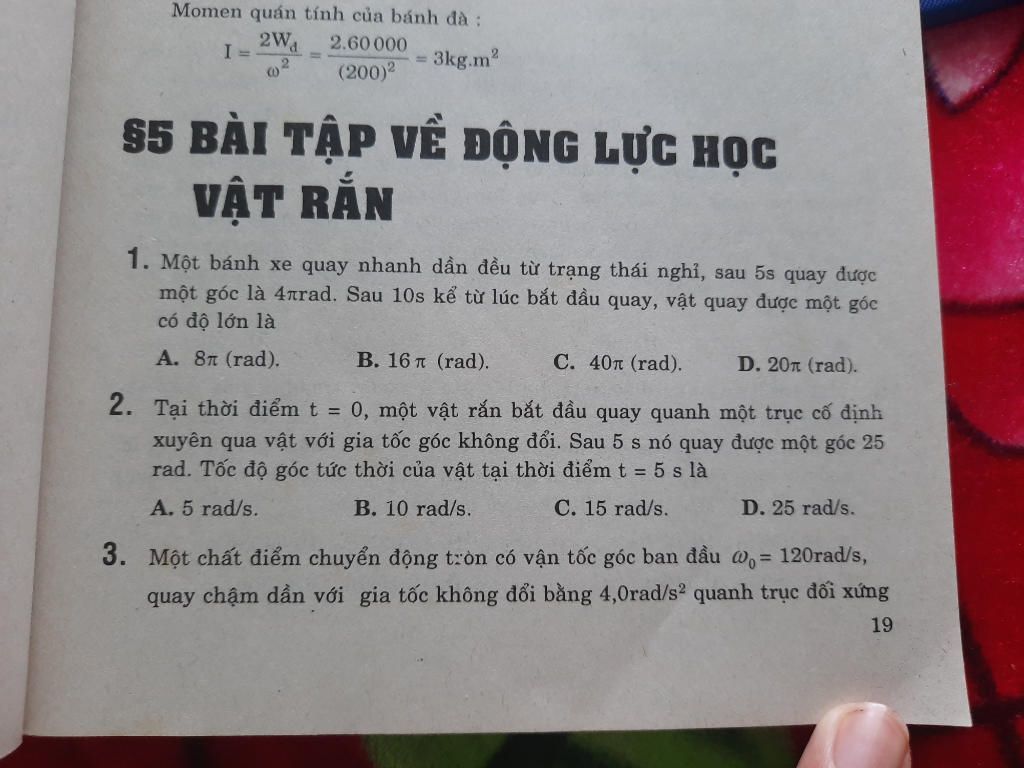 Momen quán tính của bánh đà :
I = 2W_đ / ω² = 2.60 000 / (200)² = 3kg.m²
§5 BÀI TẬP VỀ ĐỘNG LỰC HỌC
VẬT RẮN
1. Một bánh xe quay nhanh dần đều từ trạng thái nghỉ, sau 5s quay được
một góc là 4πrad. Sau 10s kể từ lúc bắt đầu quay, vật quay được một góc
có độ lớn là
A. 8π (rad). B. 16 π (rad). C. 40π (rad). D. 20π (rad).
2. Tại thời điểm t = 0, một vật rắn bắt đầu quay quanh một trục cố định
xuyên qua vật với gia tốc góc không đổi. Sau 5 s nó quay được một góc 25
rad. Tốc độ góc tức thời của vật tại thời điểm t = 5 s là
A. 5 rad/s. B. 10 rad/s. C. 15 rad/s. D. 25 rad/s.
3. Một chất điểm chuyển động tròn có vận tốc góc ban đầu ω₀ = 120rad/s,
quay chậm dần với gia tốc không đổi bằng 4,0rad/s² quanh trục đối xứng
19